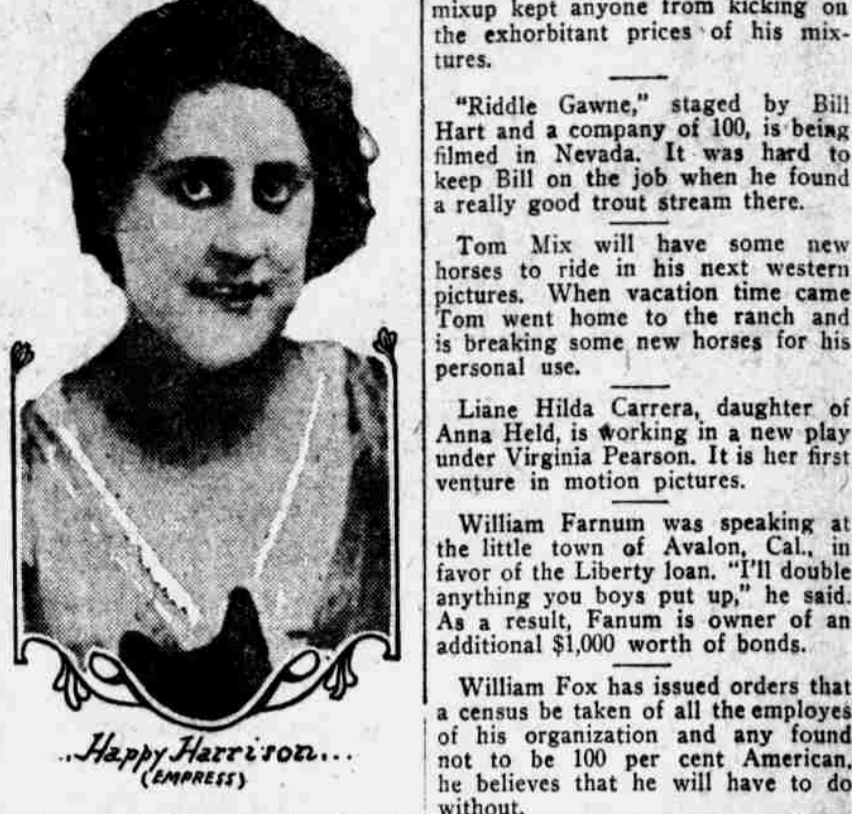 mixup kept anyone from kicking on
the exhorbitant prices of his mix-
tures.
"Riddle Gawne," staged by Bill
Hart and a company of 100, is being
filmed in Nevada. It was hard to
keep Bill on the job when he found
a really good trout stream there.
Tom Mix will have some new
horses to ride in his next western
pictures. When vacation time came
Tom went home to the ranch and
is breaking some new horses for his
personal use.
Liane Hilda Carrera, daughter of
Anna Held, is working in a new play
under Virginia Pearson. It is her first
venture in motion pictures.
William Farnum was speaking at
the little town of Avalon, Cal., in
favor of the Liberty loan. "I'll double
anything you boys put up," he said.
As a result, Fanum is owner of an
additional $1,000 worth of bonds.
William Fox has issued orders that
a census be taken of all the employes
of his organization and any found
not to be 100 per cent American,
he believes that he will have to do
without.
..Happy Harrison...
(EMPRESS)